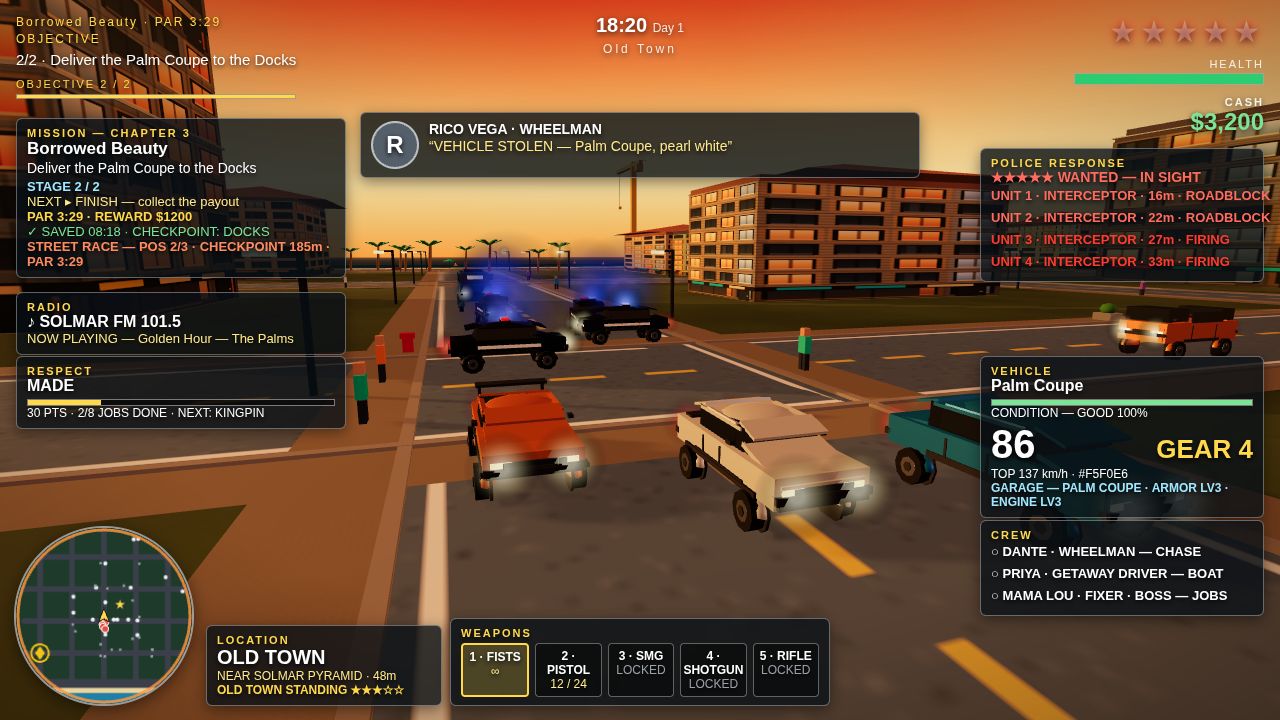 Borrowed Beauty · PAR 3:29
OBJECTIVE
2/2 · Deliver the Palm Coupe to the Docks
OBJECTIVE 2 / 2
18:20 Day 1
Old Town
★★★★★
HEALTH
CASH
$3,200
MISSION — CHAPTER 3
Borrowed Beauty
Deliver the Palm Coupe to the Docks
STAGE 2 / 2
NEXT ▸ FINISH — collect the payout
PAR 3:29 · REWARD $1200
✓ SAVED 08:18 · CHECKPOINT: DOCKS
STREET RACE — POS 2/3 · CHECKPOINT 185m ·
PAR 3:29
R
RICO VEGA · WHEELMAN
“VEHICLE STOLEN — Palm Coupe, pearl white”
POLICE RESPONSE
★★★★★ WANTED — IN SIGHT
UNIT 1 · INTERCEPTOR · 16m · ROADBLOCK
UNIT 2 · INTERCEPTOR · 22m · ROADBLOCK
UNIT 3 · INTERCEPTOR · 27m · FIRING
UNIT 4 · INTERCEPTOR · 33m · FIRING
RADIO
♪ SOLMAR FM 101.5
NOW PLAYING — Golden Hour — The Palms
RESPECT
MADE
30 PTS · 2/8 JOBS DONE · NEXT: KINGPIN
VEHICLE
Palm Coupe
CONDITION — GOOD 100%
86 GEAR 4
TOP 137 km/h · #F5F0E6
GARAGE — PALM COUPE · ARMOR LV3 ·
ENGINE LV3
CREW
○ DANTE · WHEELMAN — CHASE
○ PRIYA · GETAWAY DRIVER — BOAT
○ MAMA LOU · FIXER · BOSS — JOBS
LOCATION
OLD TOWN
NEAR SOLMAR PYRAMID · 48m
OLD TOWN STANDING ★★★☆☆
WEAPONS
1 · FISTS
∞
2 ·
PISTOL
12 / 24
3 · SMG
LOCKED
4 ·
SHOTGUN
LOCKED
5 · RIFLE
LOCKED